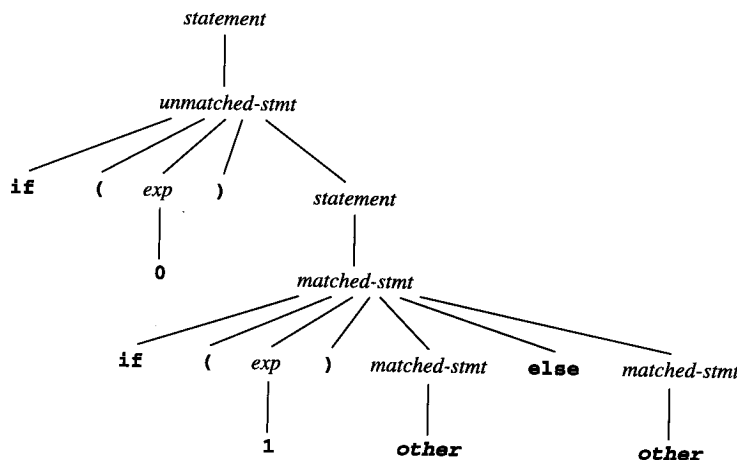 statement
unmatched-stmt
if ( exp )
statement
0
matched-stmt
if ( exp ) matched-stmt else matched-stmt
1 other other